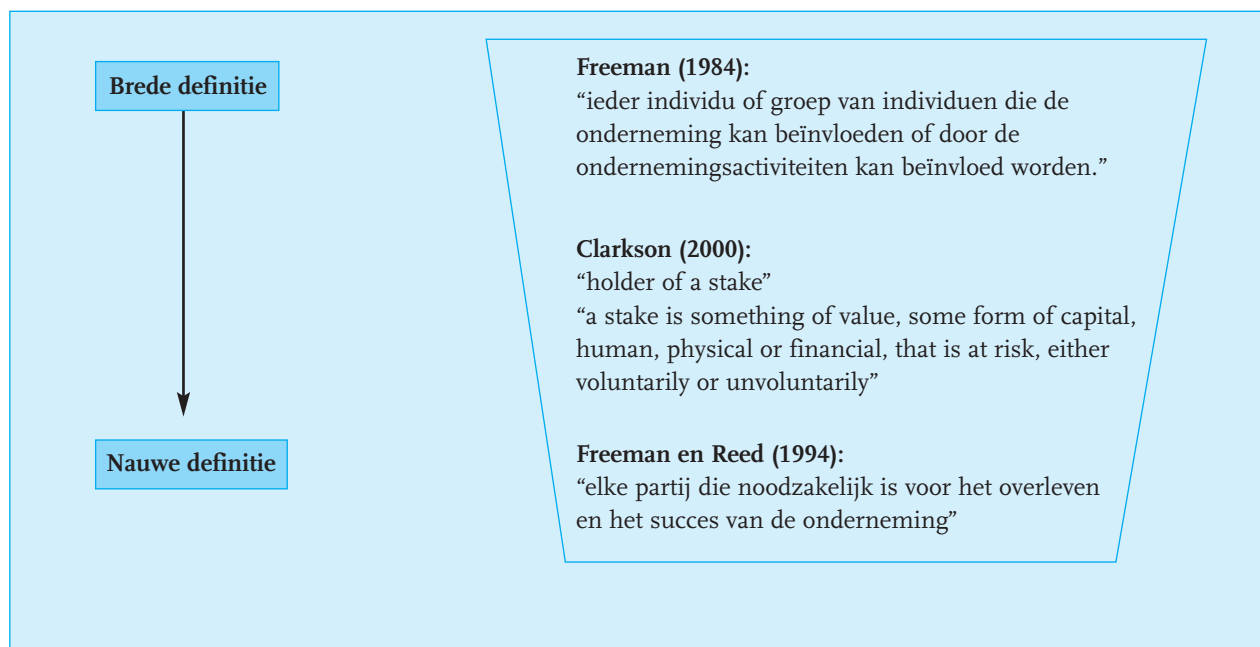 Brede definitie
Freeman (1984):
“ieder individu of groep van individuen die de
onderneming kan beïnvloeden of door de
ondernemingsactiviteiten kan beïnvloed worden.”
Clarkson (2000):
“holder of a stake”
“a stake is something of value, some form of capital,
human, physical or financial, that is at risk, either
voluntarily or unvoluntarily”
Nauwe definitie
Freeman en Reed (1994):
“elke partij die noodzakelijk is voor het overleven
en het succes van de onderneming”